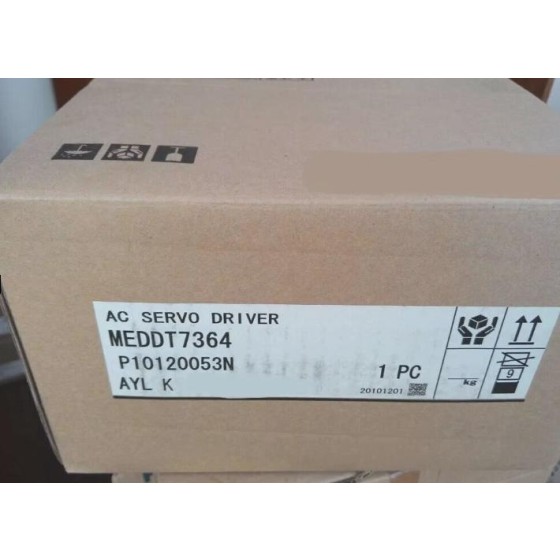 AC SERVO DRIVER
MEDDT7364
P10120053N
AYL K
1 PC
20101201
kg
9